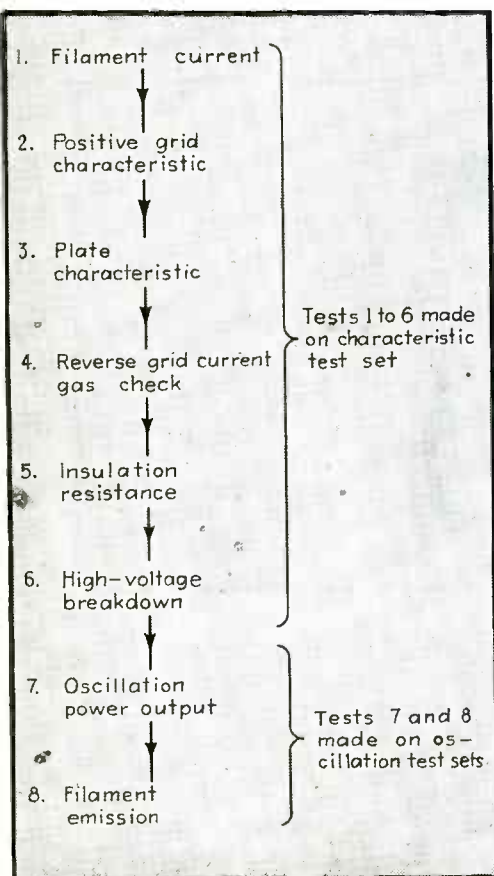 1. Filament current
2. Positive grid
characteristic
3. Plate
characteristic
4. Reverse grid current
gas check
5. Insulation
resistance
6. High-voltage
breakdown
Tests 1 to 6 made
on characteristic
test set
7. Oscillation
power output
8. Filament
emission
Tests 7 and 8
made on os-
cillation test sets